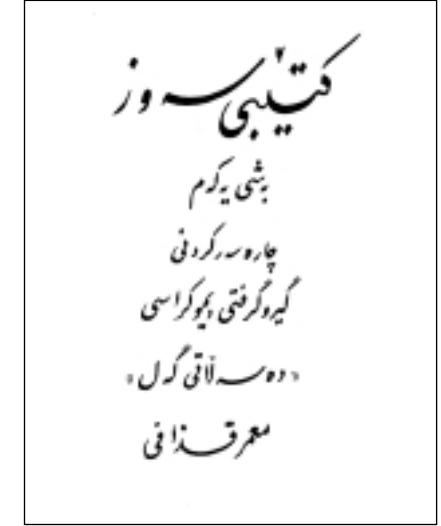 کتێبی سەوز
بەشی یەکەم
چارەسەرکردنی
گیروگرفتی دیموکراسی
«دەسەڵاتی گەل»
معمر قذافی